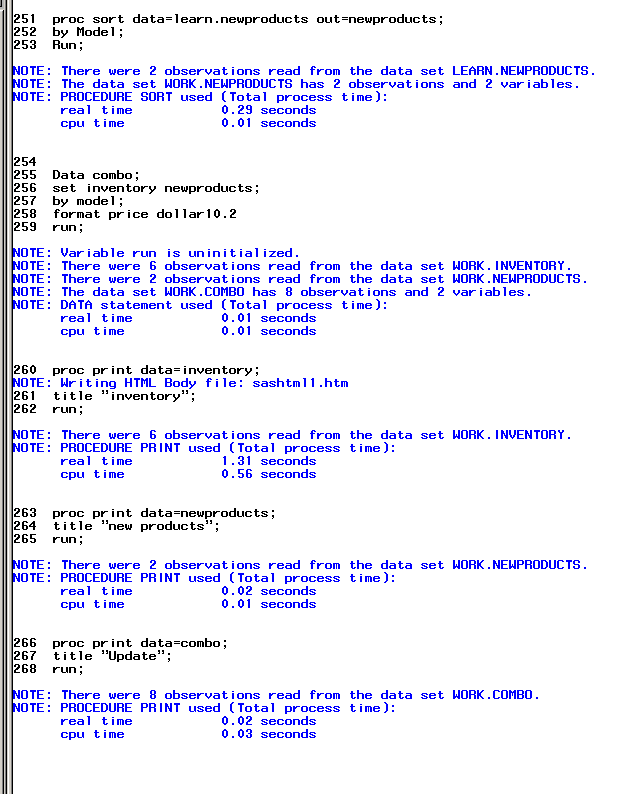 251  proc sort data=learn.newproducts out=newproducts;
252  by Model;
253  Run;
NOTE: There were 2 observations read from the data set LEARN.NEWPRODUCTS.
NOTE: The data set WORK.NEWPRODUCTS has 2 observations and 2 variables.
NOTE: PROCEDURE SORT used (Total process time):
      real time           0.29 seconds
      cpu time            0.01 seconds
254
255  Data combo;
256  set inventory newproducts;
257  by model;
258  format price dollar10.2
259  run;
NOTE: Variable run is uninitialized.
NOTE: There were 6 observations read from the data set WORK.INVENTORY.
NOTE: There were 2 observations read from the data set WORK.NEWPRODUCTS.
NOTE: The data set WORK.COMBO has 8 observations and 2 variables.
NOTE: DATA statement used (Total process time):
      real time           0.01 seconds
      cpu time            0.01 seconds
260  proc print data=inventory;
NOTE: Writing HTML Body file: sashtml1.htm
261  title "inventory";
262  run;
NOTE: There were 6 observations read from the data set WORK.INVENTORY.
NOTE: PROCEDURE PRINT used (Total process time):
      real time           1.31 seconds
      cpu time            0.56 seconds
263  proc print data=newproducts;
264  title "new products";
265  run;
NOTE: There were 2 observations read from the data set WORK.NEWPRODUCTS.
NOTE: PROCEDURE PRINT used (Total process time):
      real time           0.02 seconds
      cpu time            0.01 seconds
266  proc print data=combo;
267  title "Update";
268  run;
NOTE: There were 8 observations read from the data set WORK.COMBO.
NOTE: PROCEDURE PRINT used (Total process time):
      real time           0.02 seconds
      cpu time            0.03 seconds